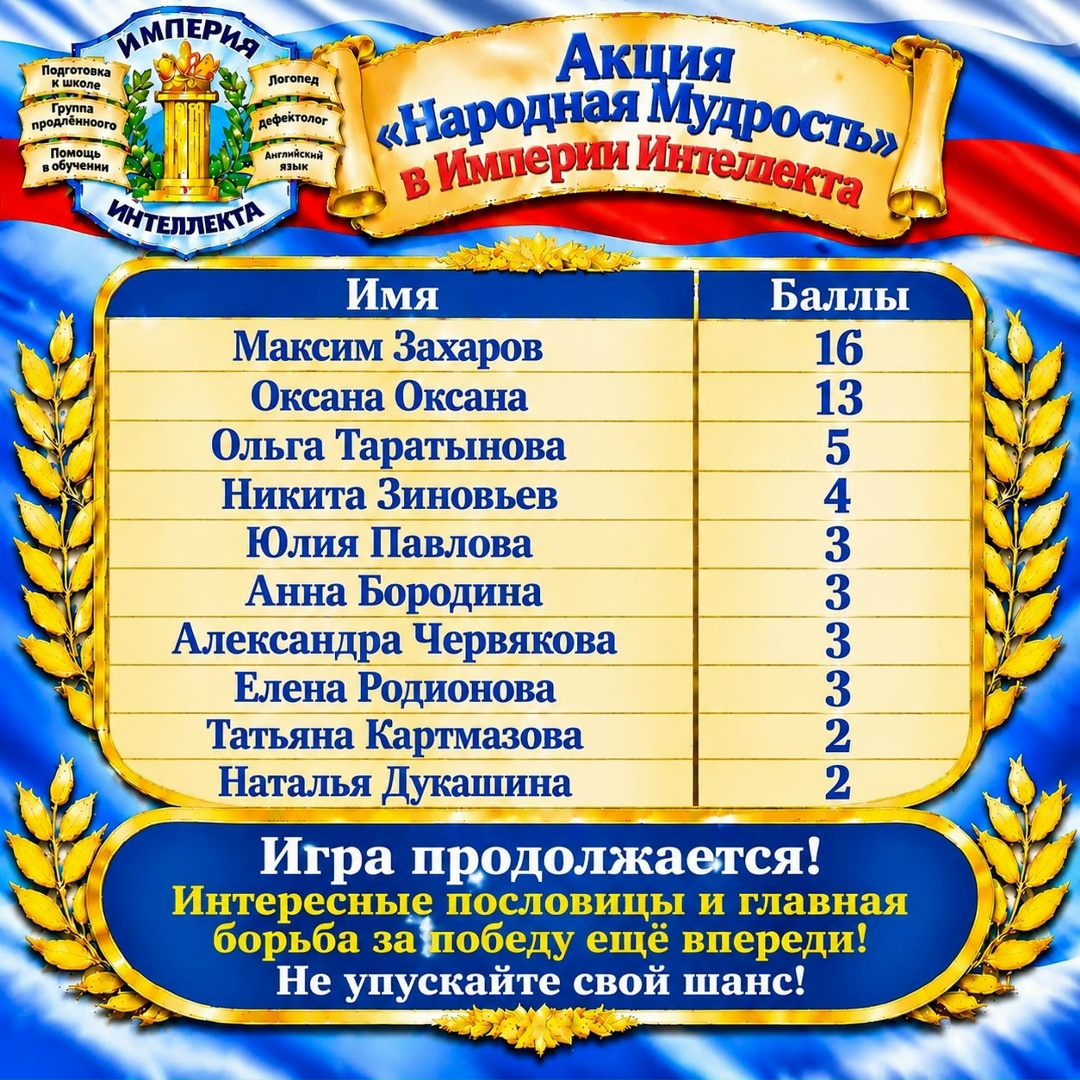 ИМПЕРИЯ
Подготовка
к школе
Группа
продлённого
Помощь
в обучении
Логопед
Дефектолог
Английский
язык
ИНТЕЛЛЕКТА
Акция
«Народная Мудрость»
в Империи Интеллекта
Имя Баллы
Максим Захаров 16
Оксана Оксана 13
Ольга Таратынова 5
Никита Зиновьев 4
Юлия Павлова 3
Анна Бородина 3
Александра Червякова 3
Елена Родионова 3
Татьяна Картмазова 2
Наталья Дукашина 2
Игра продолжается!
Интересные пословицы и главная
борьба за победу ещё впереди!
Не упускайте свой шанс!